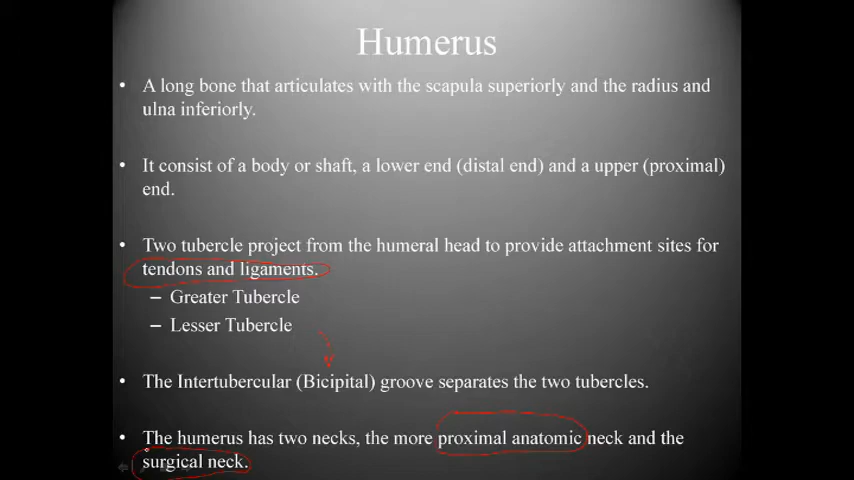 Humerus
• A long bone that articulates with the scapula superiorly and the radius and
ulna inferiorly.
• It consist of a body or shaft, a lower end (distal end) and a upper (proximal)
end.
• Two tubercle project from the humeral head to provide attachment sites for
tendons and ligaments.
– Greater Tubercle
– Lesser Tubercle
• The Intertubercular (Bicipital) groove separates the two tubercles.
• The humerus has two necks, the more proximal anatomic neck and the
surgical neck.